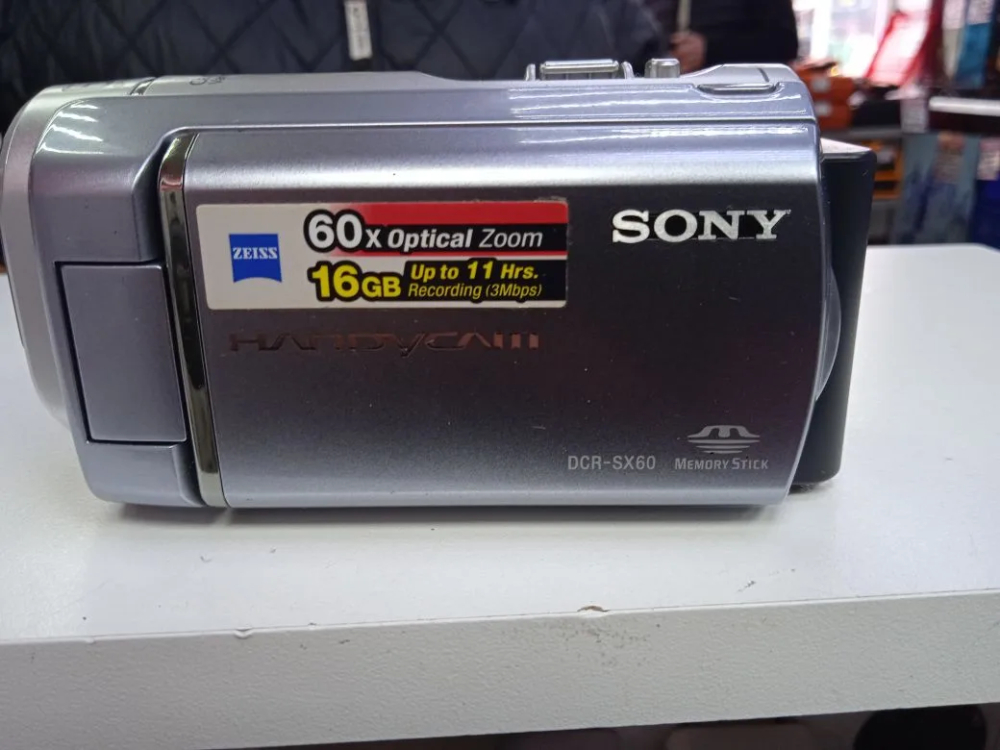 ZEISS
60x Optical Zoom
16GB Up to 11 Hrs.
Recording (3Mbps)
SONY
HANDYCAM
DCR-SX60
MEMORY STICK